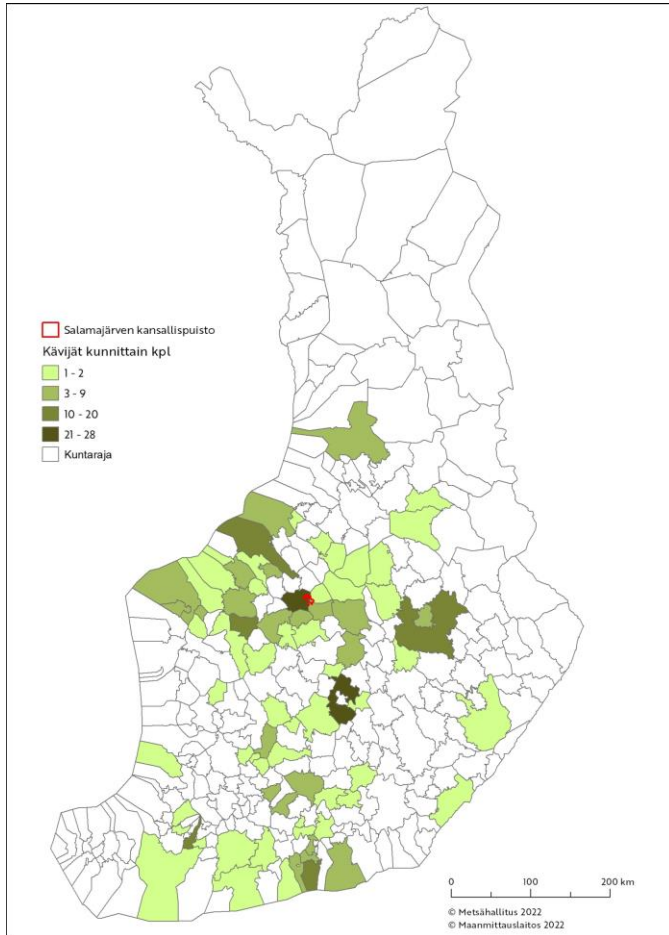 Salamajärven kansallispuisto
Kävijät kunnittain kpl
1 - 2
3 - 9
10 - 20
21 - 28
Kuntaraja
0 100 200 km
© Metsähallitus 2022
© Maanmittauslaitos 2022